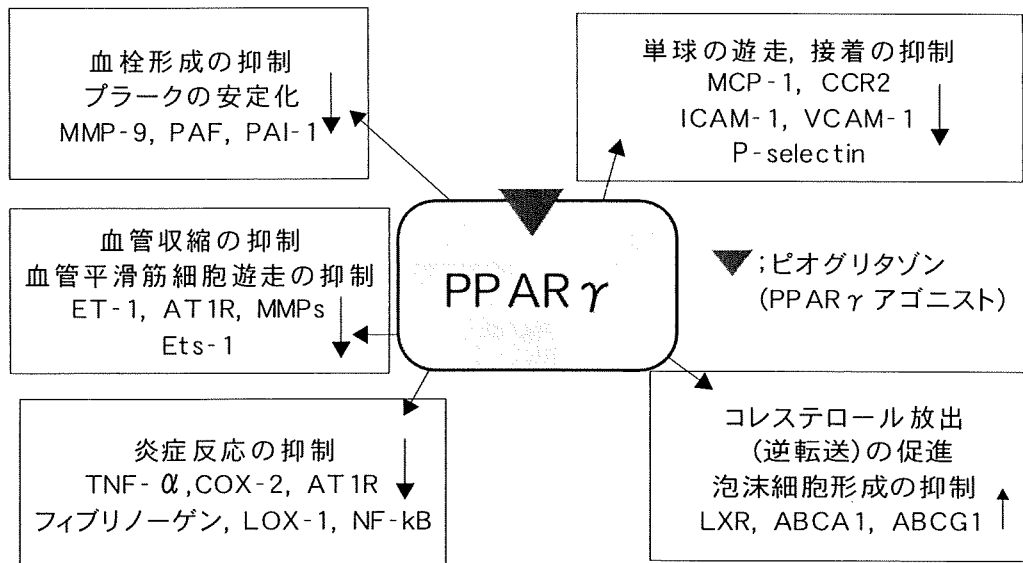 血栓形成の抑制
プラークの安定化
MMP-9, PAF, PAI-1
単球の遊走, 接着の抑制
MCP-1, CCR2
ICAM-1, VCAM-1
P-selectin
血管収縮の抑制
血管平滑筋細胞遊走の抑制
ET-1, AT1R, MMPs
Ets-1
PPARγ
;ピオグリタゾン
(PPARγアゴニスト)
炎症反応の抑制
TNF-α,COX-2, AT1R
フィブリノーゲン, LOX-1, NF-kB
コレステロール放出
(逆転送)の促進
泡沫細胞形成の抑制
LXR, ABCA1, ABCG1